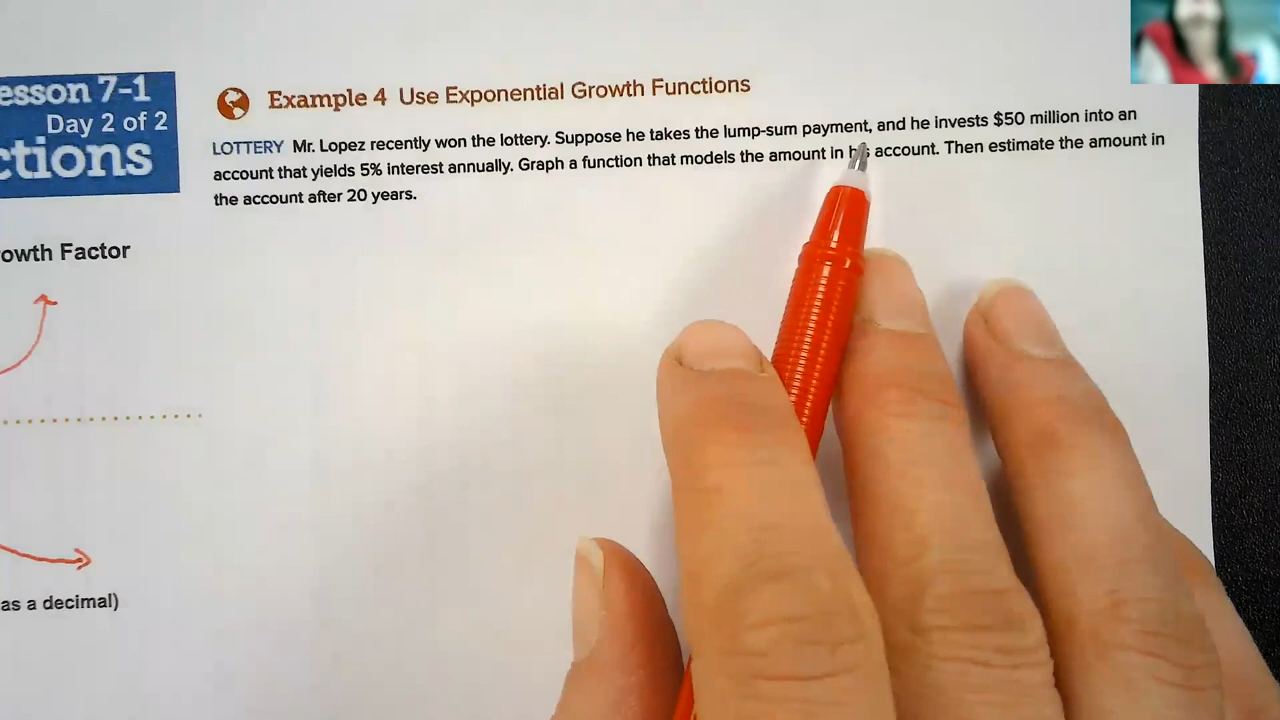 esson 7-1
Day 2 of 2
ctions
Example 4 Use Exponential Growth Functions
LOTTERY Mr. Lopez recently won the lottery. Suppose he takes the lump-sum payment, and he invests $50 million into an
account that yields 5% interest annually. Graph a function that models the amount in his account. Then estimate the amount in
the account after 20 years.
owth Factor
as a decimal)